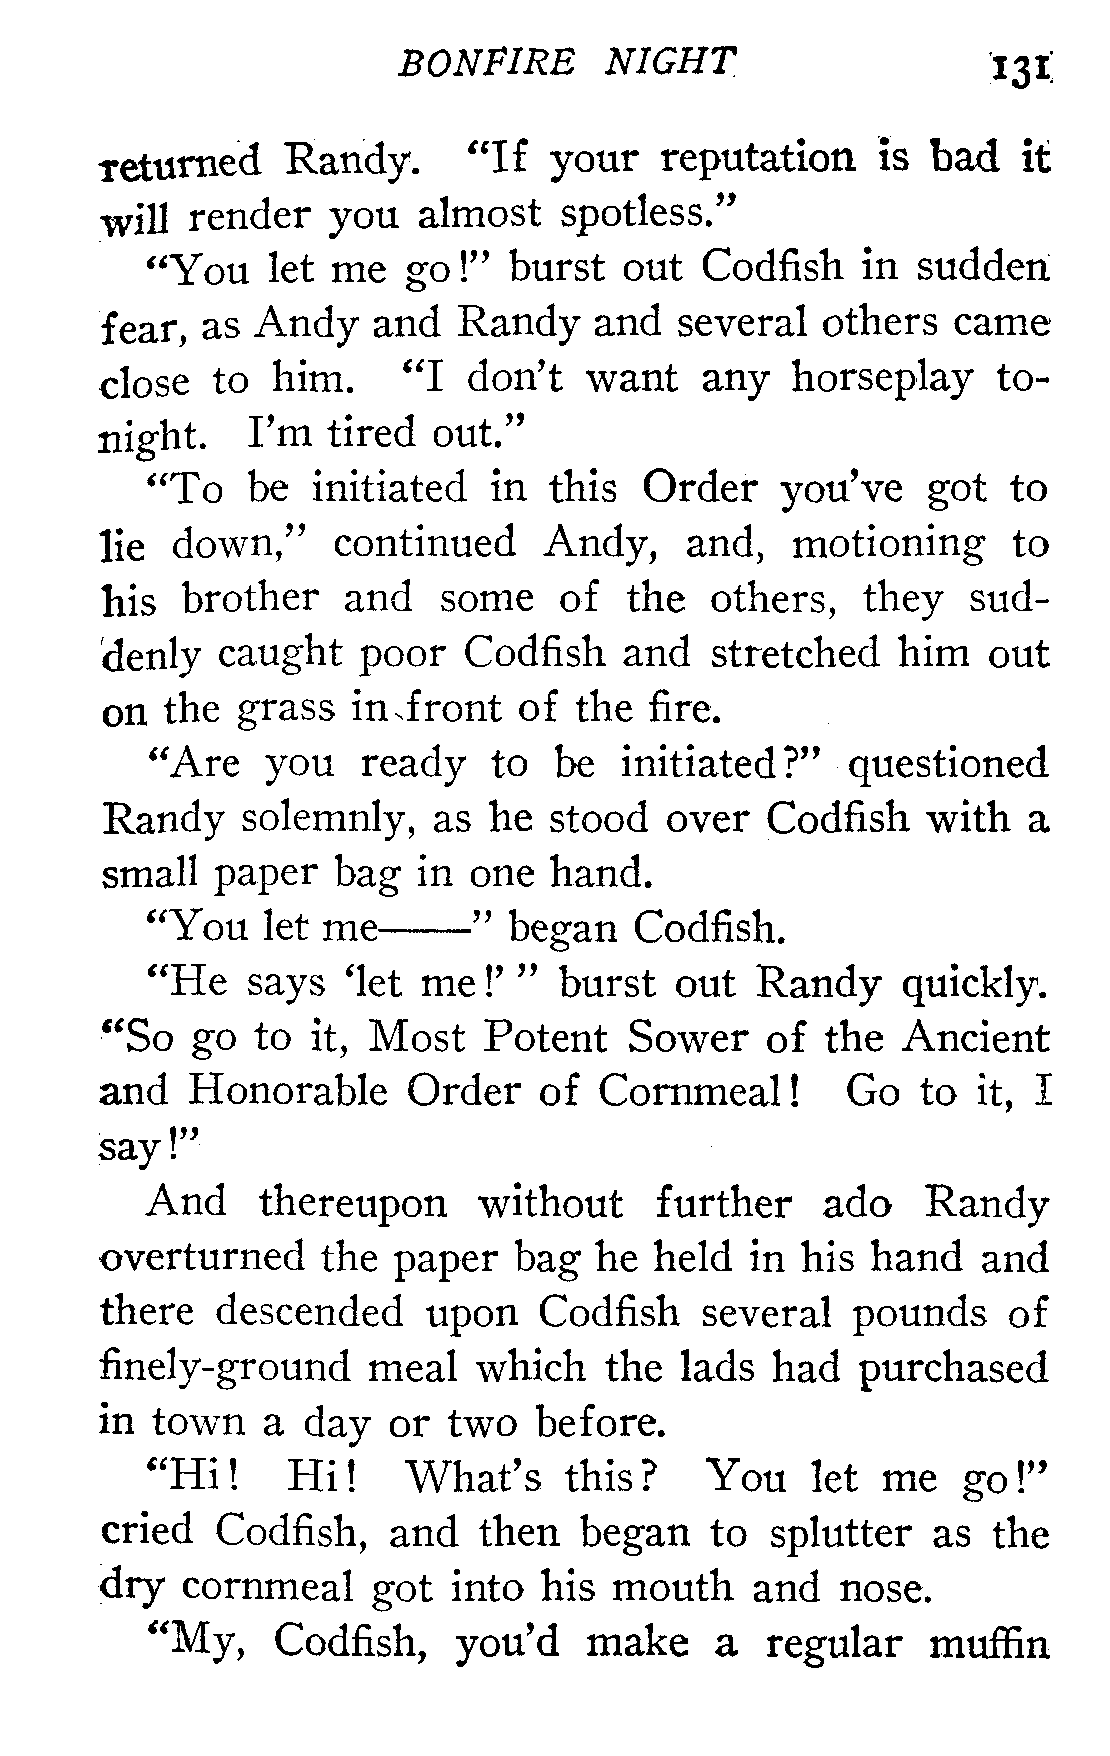 BONFIRE NIGHT 131
returned Randy. “If your reputation is bad it
will render you almost spotless.”
“You let me go!” burst out Codfish in sudden
fear, as Andy and Randy and several others came
close to him. “I don’t want any horseplay to-
night. I’m tired out.”
“To be initiated in this Order you’ve got to
lie down,” continued Andy, and, motioning to
his brother and some of the others, they sud-
denly caught poor Codfish and stretched him out
on the grass in front of the fire.
“Are you ready to be initiated?” questioned
Randy solemnly, as he stood over Codfish with a
small paper bag in one hand.
“You let me——” began Codfish.
“He says ‘let me!’ ” burst out Randy quickly.
“So go to it, Most Potent Sower of the Ancient
and Honorable Order of Cornmeal! Go to it, I
say!”
And thereupon without further ado Randy
overturned the paper bag he held in his hand and
there descended upon Codfish several pounds of
finely-ground meal which the lads had purchased
in town a day or two before.
“Hi! Hi! What’s this? You let me go!”
cried Codfish, and then began to splutter as the
dry cornmeal got into his mouth and nose.
“My, Codfish, you’d make a regular muffin